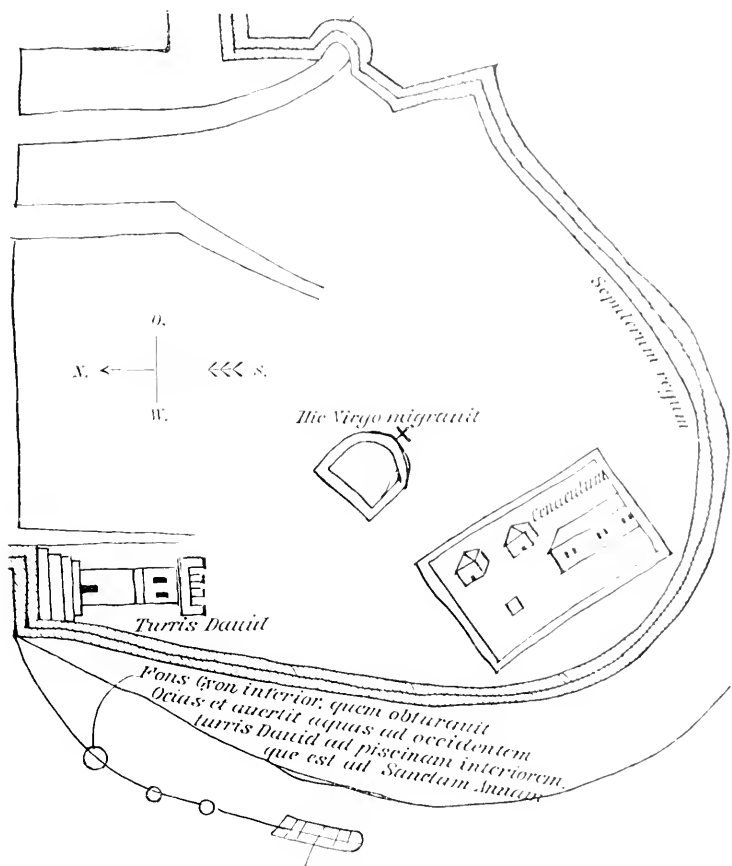 Sepulcrum regum
O.
N. S.
W.
Hic Virgo migrauit
Cenaculum
Turris Dauid
Fons Gyon inferior, quem obturauit
Ocias et auertit aquas ad occidentem
turris Dauid ad piscinam interiorem,
que est ad Sanctam Annam